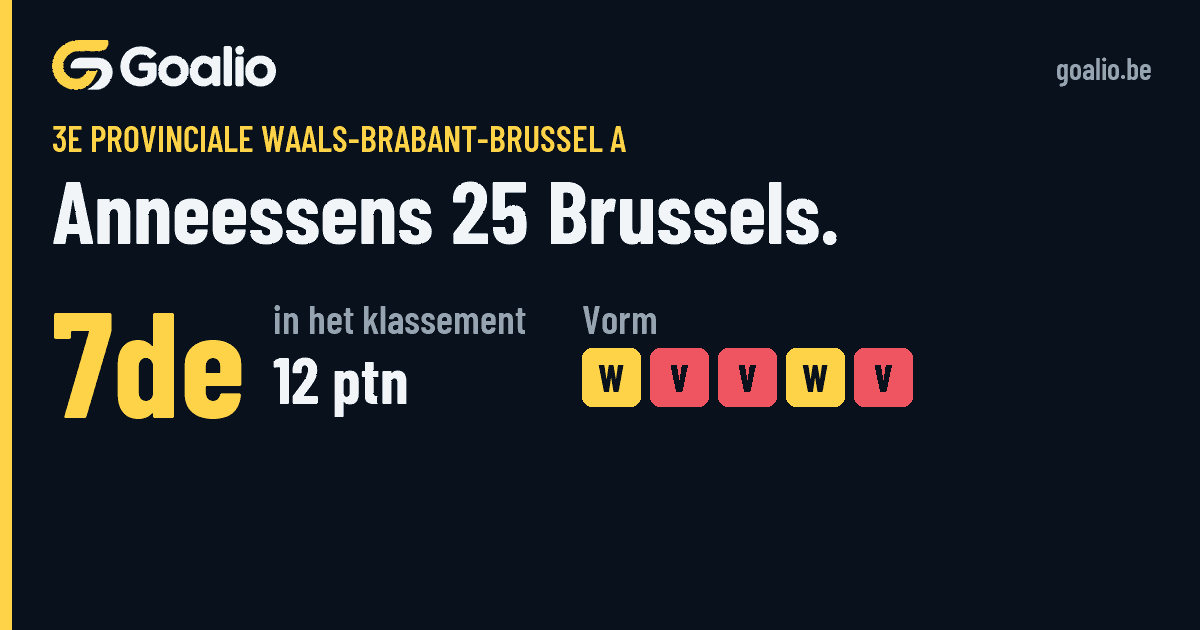 Goalio
goalio.be
3E PROVINCIALE WAALS-BRABANT-BRUSSEL A
Anneessens 25 Brussels.
7de
in het klassement
12 ptn
Vorm
W V V W V